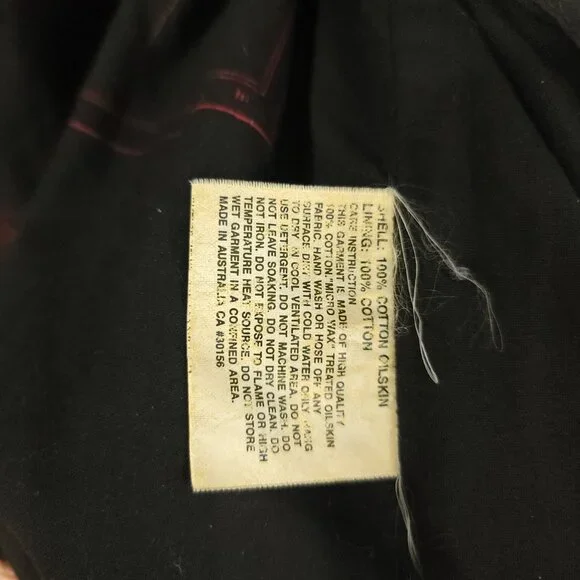 SHELL: 100% COTTON OILSKIN
LINING: 100% COTTON
CARE INSTRUCTION
THIS GARMENT IS MADE OF HIGH QUALITY
100% COTTON "MICRO WAX" TREATED OILSKIN
FABRIC. HAND WASH OR HOSE OFF ANY
SURFACE DIRT WITH COLD WATER ONLY. HANG
TO DRY IN COOL VENTILATED AREA. DO NOT
USE DETERGENT. DO NOT MACHINE WASH. DO
NOT LEAVE SOAKING. DO NOT DRY CLEAN. DO
NOT IRON. DO NOT EXPOSE TO FLAME OR HIGH
TEMPERATURE HEAT SOURCE. DO NOT STORE
WET GARMENT IN A CONFINED AREA.
MADE IN AUSTRALIA CA #30156